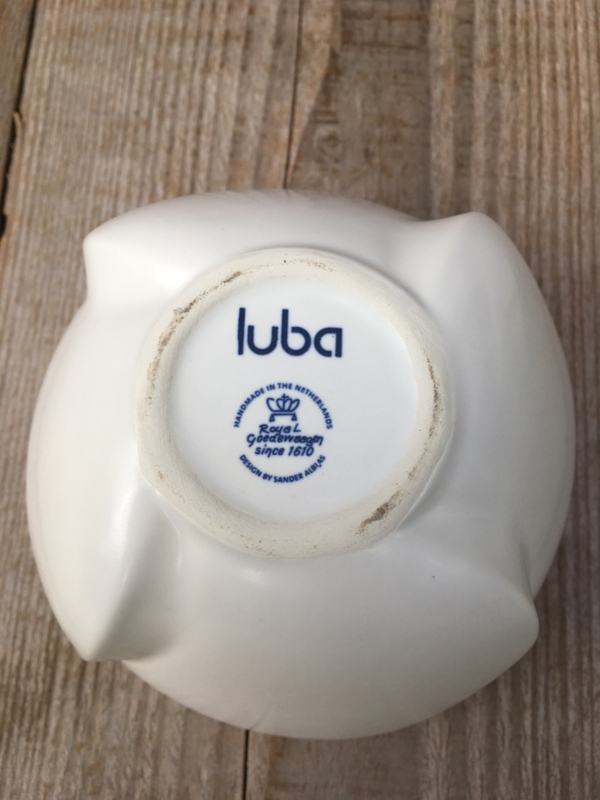 luba
HANDMADE IN THE NETHERLANDS
Royal
Goedewaagen
since 1610
DESIGN BY SANDER ALBLAS